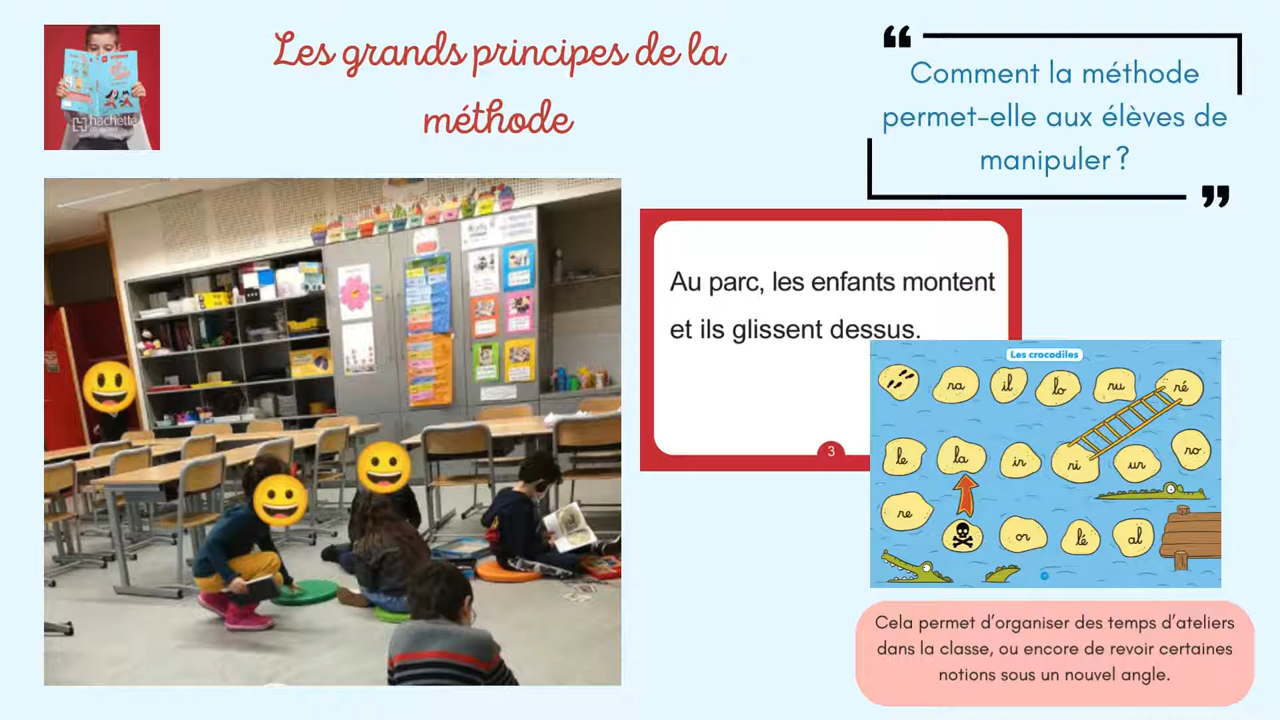 hachette
Les grands principes de la
méthode
Comment la méthode
permet-elle aux élèves de
manipuler ?
Au parc, les enfants montent
et ils glissent dessus.
3
Les crocodiles
ra
il
lo
ru
ré
le
la
ir
ri
ur
ro
re
or
lé
al
Cela permet d'organiser des temps d'ateliers
dans la classe, ou encore de revoir certaines
notions sous un nouvel angle.